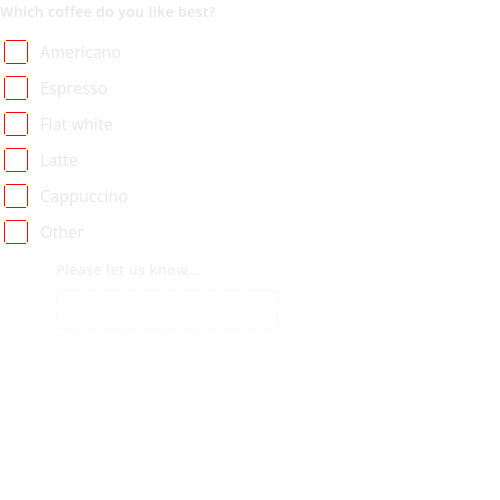 Which coffee do you like best?
Americano
Espresso
Flat white
Latte
Cappuccino
Other
Please let us know...